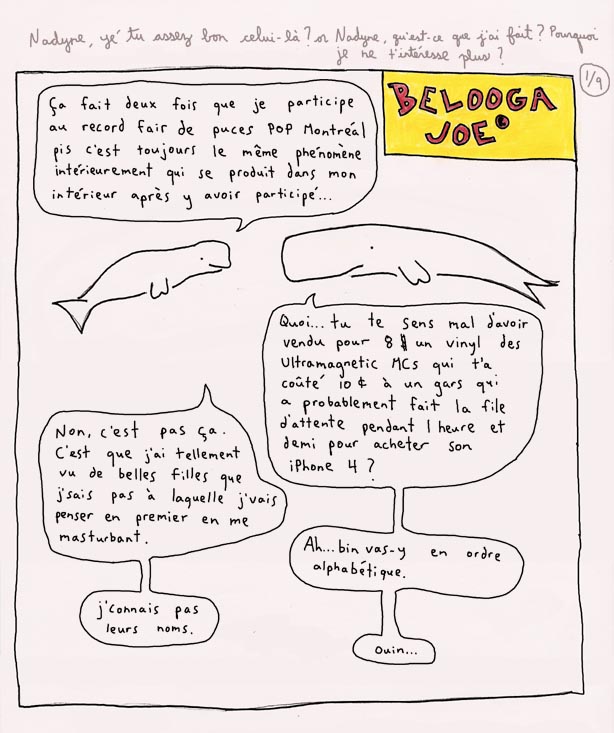 Nadyne, yé tu assez bon celui-là? or Nadyne, qu'est-ce que j'ai fait? Pourquoi
je ne t'intéresse plus?
1/9
BELOOGA
JOE
Ça fait deux fois que je participe
au record fair de puces POP Montréal
pis c'est toujours le même phénomène
intérieurement qui se produit dans mon
intérieur après y avoir participé...
Quoi... tu te sens mal d'avoir
vendu pour 8 $ un vinyl des
Ultramagnetic MCs qui t'a
coûté 10 ¢ à un gars qui
a probablement fait la file
d'attente pendant 1 heure et
demi pour acheter son
iPhone 4 ?
Non, c'est pas ça.
C'est que j'ai tellement
vu de belles filles que
j'sais pas à laquelle j'vais
penser en premier en me
masturbant.
Ah... bin vas-y en ordre
alphabétique.
j'connais pas
leurs noms.
ouin...